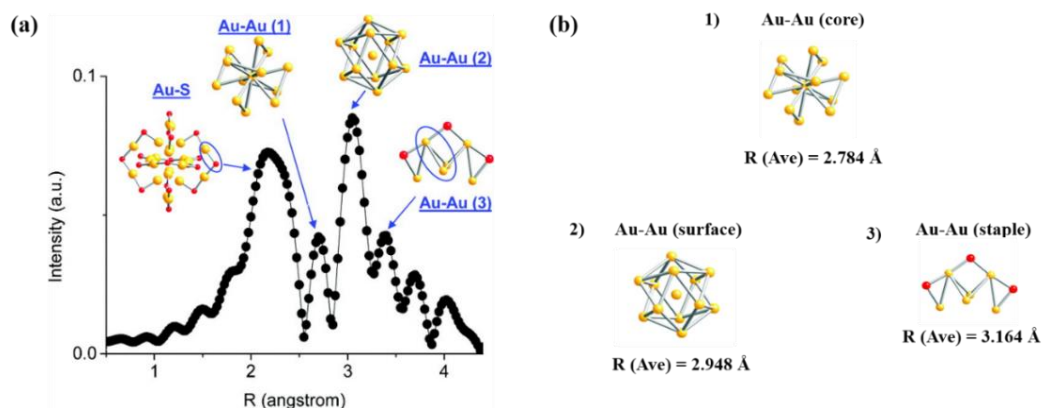 (a)
Au-Au (1)
Au-Au (2)
Au-S
Au-Au (3)
0.1
0.0
Intensity (a.u.)
1
2
3
4
R (angstrom)
(b)
1) Au-Au (core)
R (Ave) = 2.784 Å
2) Au-Au (surface)
R (Ave) = 2.948 Å
3) Au-Au (staple)
R (Ave) = 3.164 Å